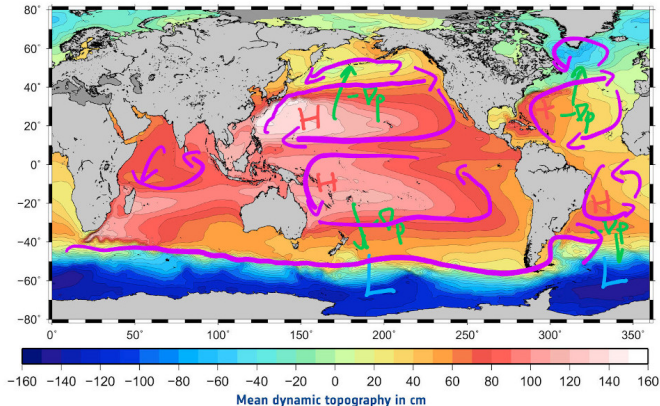 80°
60°
40°
20°
0°
−20°
−40°
−60°
−80°
H
−∇p
H
−∇p
H
−∇p
H
−∇p
L
L
0° 50° 100° 150° 200° 250° 300° 350°
−160 −140 −120 −100 −80 −60 −40 −20 0 20 40 60 80 100 120 140 160
Mean dynamic topography in cm